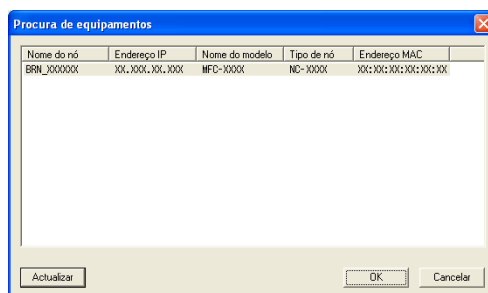 Procura de equipamentos
Nome do nó Endereço IP Nome do modelo Tipo de nó Endereço MAC
BRN_XXXXXX XX.XXX.XX.XXX MFC-XXXX NC-XXXX XX:XX:XX:XX:XX:XX
Actualizar OK Cancelar